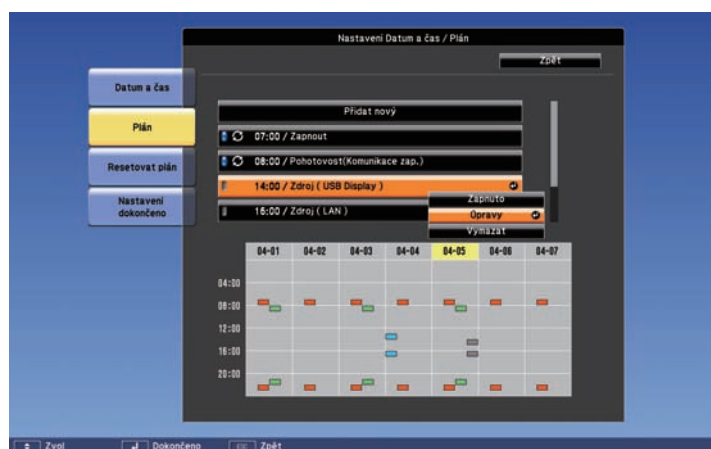 Nastavení Datum a čas / Plán
Zpět
Datum a čas
Plán
Resetovat plán
Nastavení
dokončeno
Přidat nový
07:00 / Zapnout
08:00 / Pohotovost(Komunikace zap.)
14:00 / Zdroj ( USB Display )
16:00 / Zdroj ( LAN )
Zapnuto
Úpravy
Vymazat
04-01 04-02 04-03 04-04 04-05 04-06 04-07
04:00
08:00
12:00
16:00
20:00
Zvol Dokončeno Esc Zpět